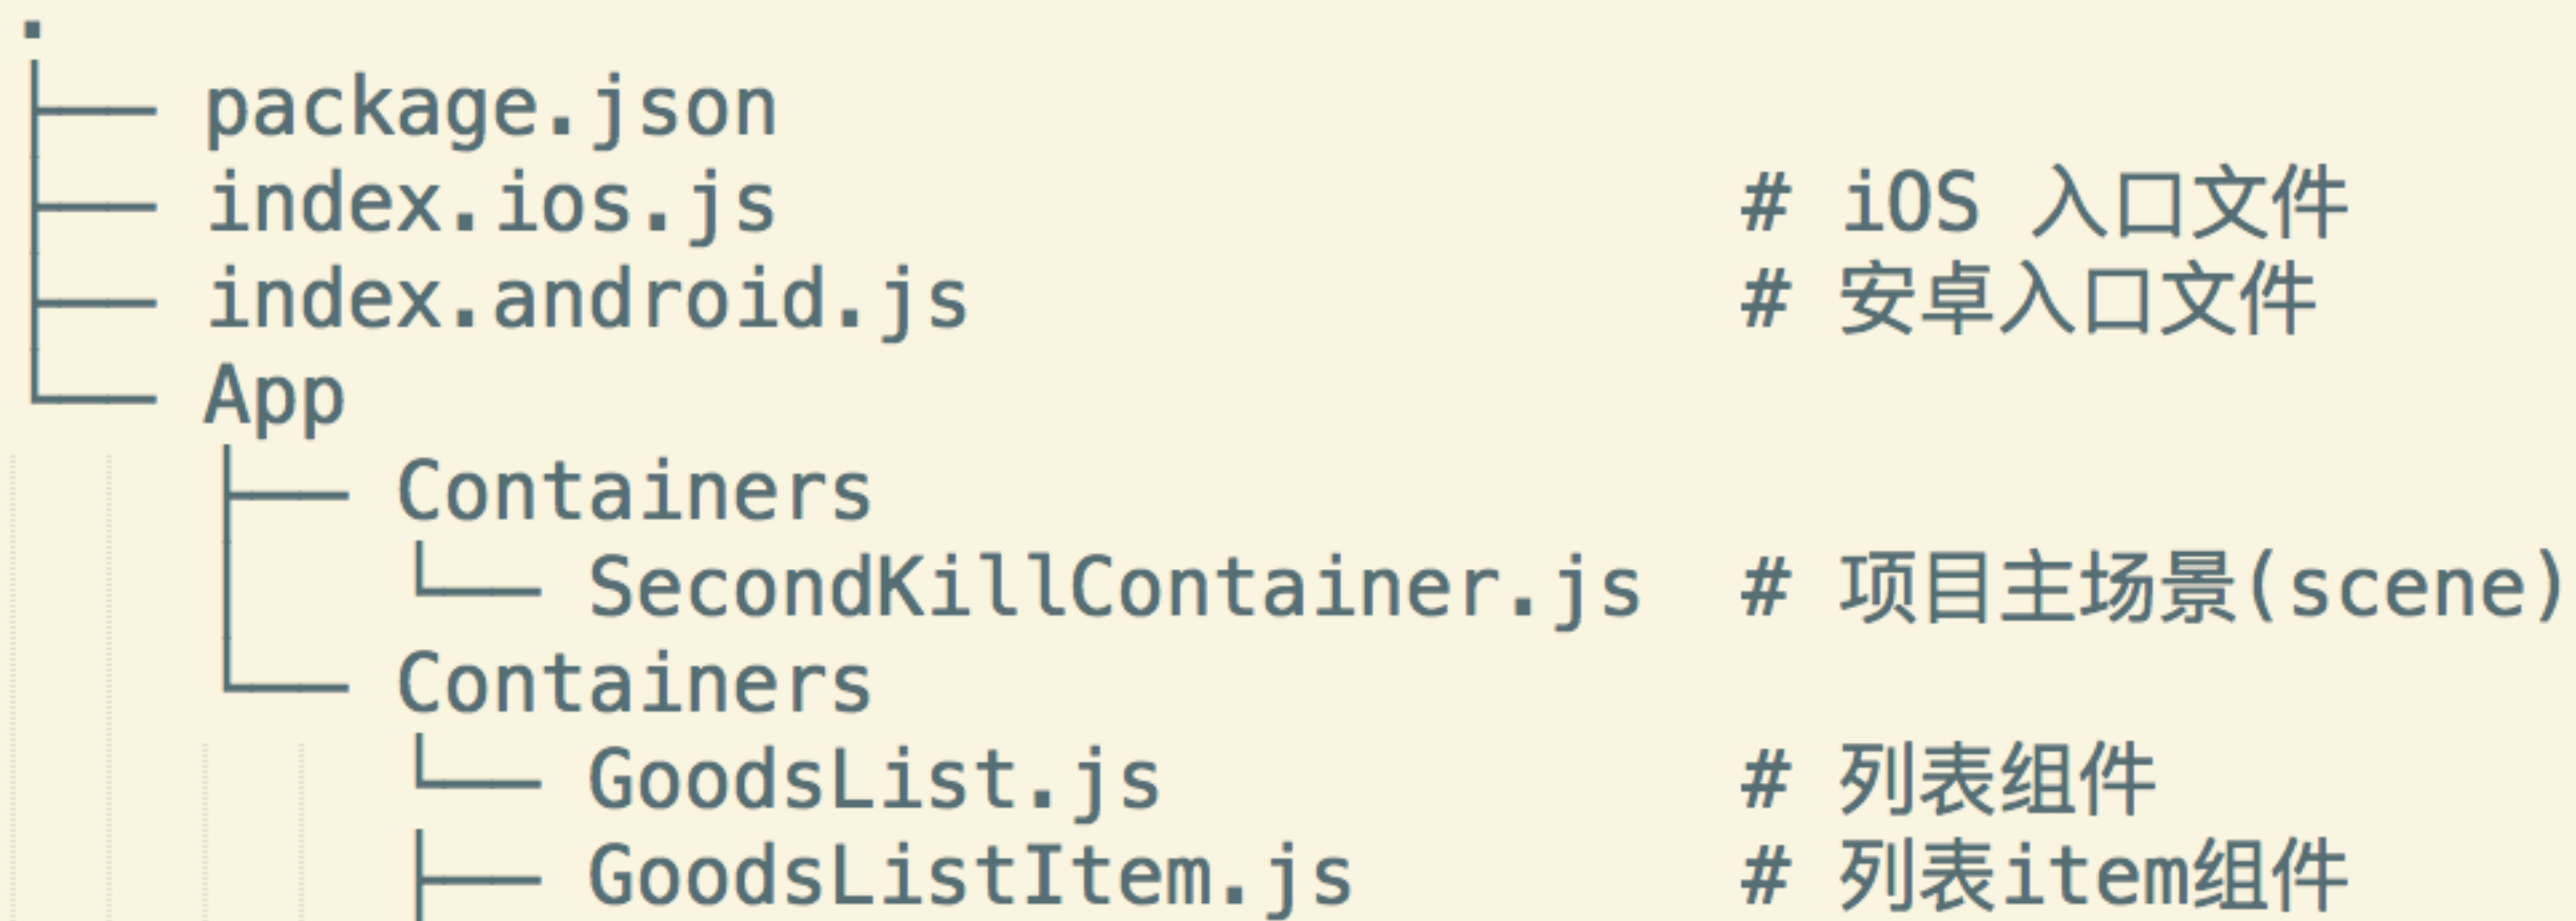 .
├── package.json
├── index.ios.js # iOS 入口文件
├── index.android.js # 安卓入口文件
└── App
├── Containers
│ └── SecondKillContainer.js # 项目主场景(scene)
└── Containers
└── GoodsList.js # 列表组件
├── GoodsListItem.js # 列表item组件